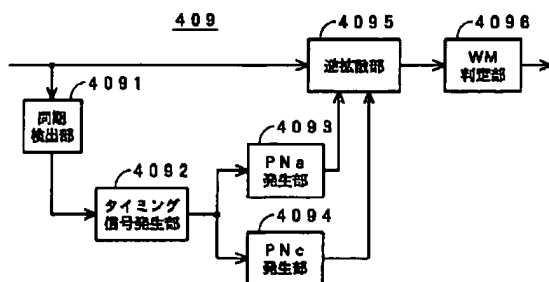 409
4095
4096
逆拡散部
WM
判定部
4091
同期
検出部
4093
PNa
発生部
4092
タイミング
信号発生部
4094
PNc
発生部